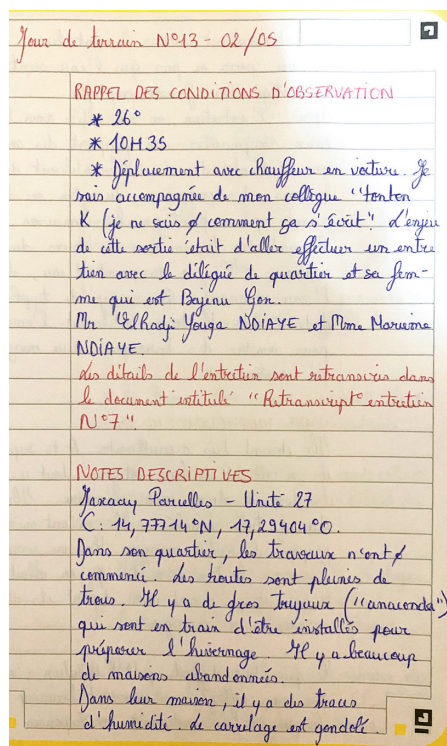 Jour de terrain N°13 - 02/05
RAPPEL DES CONDITIONS D'OBSERVATION
* 26°
* 10H35
* Déplacement avec chauffeur en voiture. Je
suis accompagnée de mon collègue "tonton
K (je ne sais ∅ comment ça s'écrit" L'enjeu
de cette sortie était d'aller effectuer un entre
tien avec le délégué de quartier et sa fem-
me qui est Bajenu Gox.
Mr Elhadji Youga NDIAYE et Mme Marieme
NDIAYE.
Les détails de l'entretien sont retranscris dans
le document intitulé "Retranscript° entretien
N°7".
NOTES DESCRIPTIVES
Jaxaay Parcelles - Unité 27
C: 14,77714°N, 17,29404°O.
Dans son quartier, les travaux n'ont ∅
commencé. Les routes sont pleines de
trous. Il y a de gros tuyaux ("anaconda")
qui sont en train d'être installés pour
préparer l'hivernage. Il y a beaucoup
de maisons abandonnées.
Dans leur maison, il y a des traces
d'humidité. Le carrelage est gondolé.